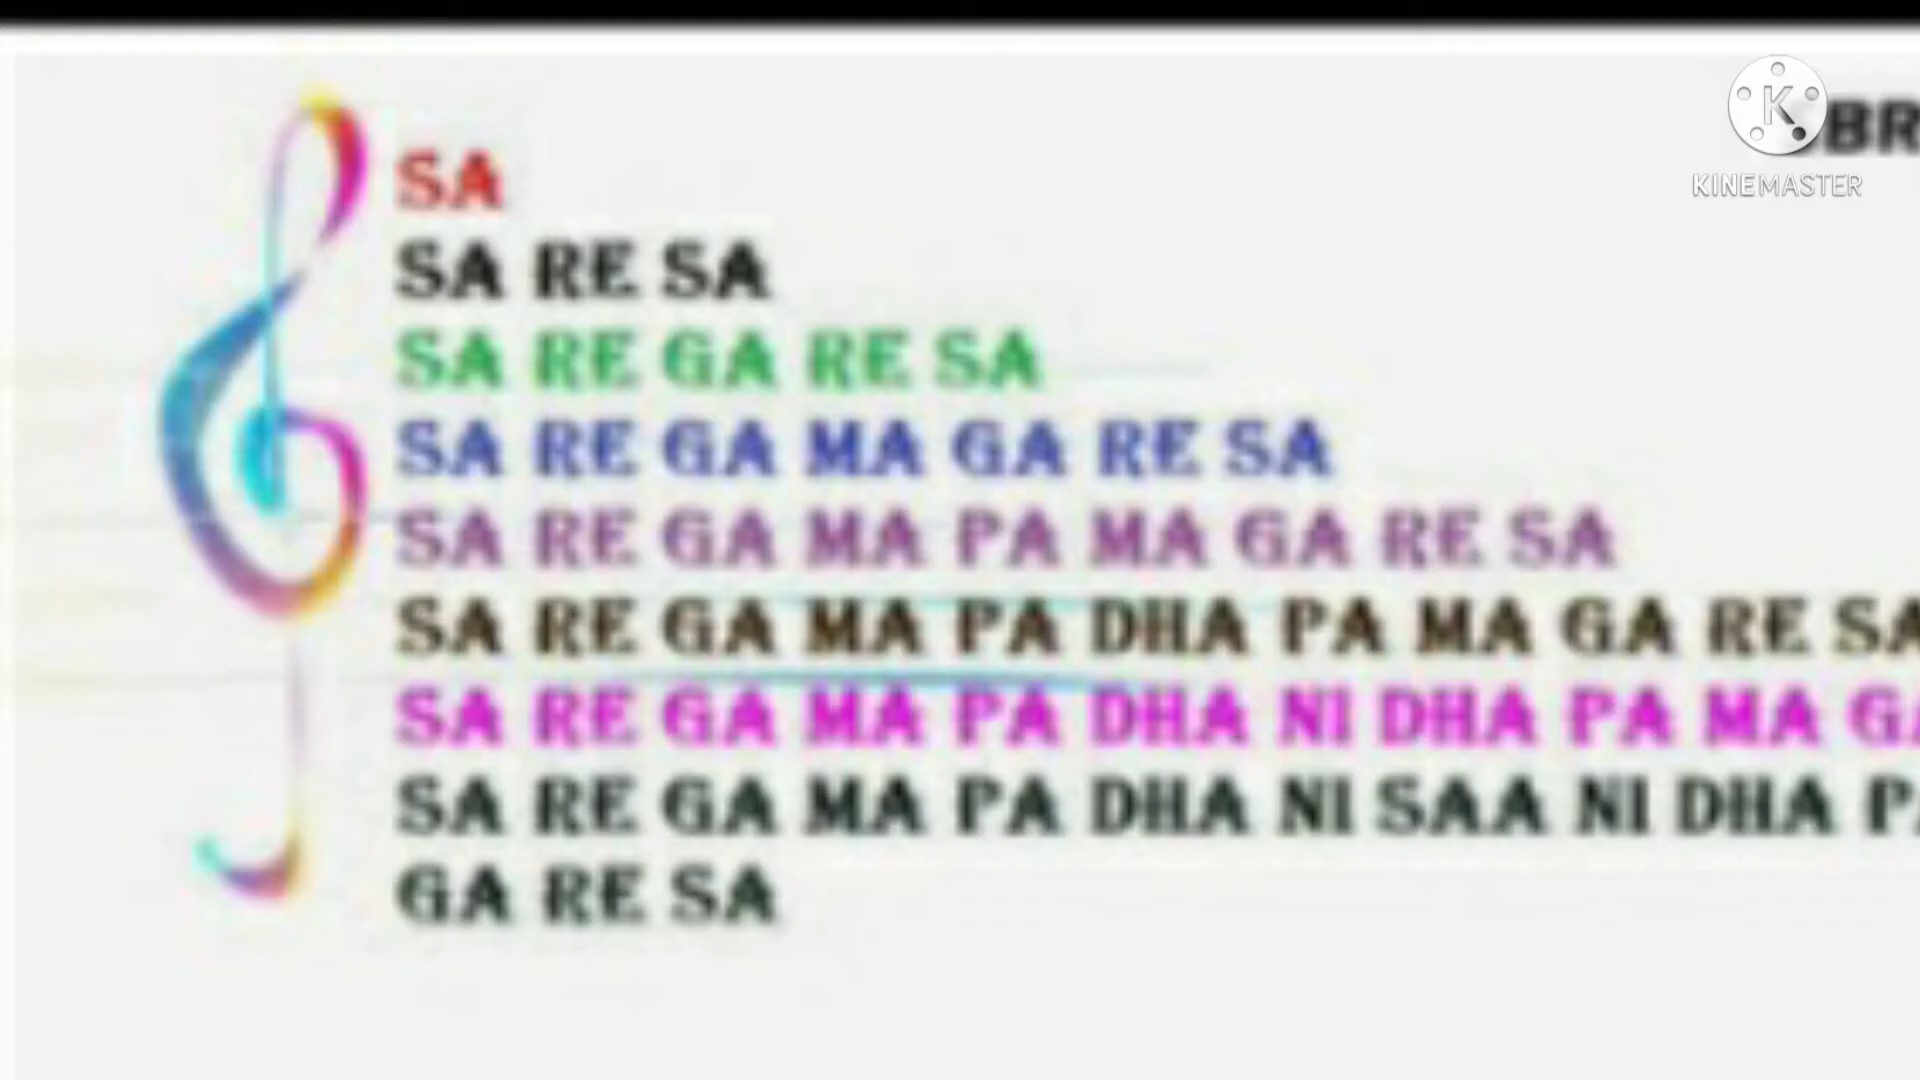 SA
SA RE SA
SA RE GA RE SA
SA RE GA MA GA RE SA
SA RE GA MA PA MA GA RE SA
SA RE GA MA PA DHA PA MA GA RE SA
SA RE GA MA PA DHA NI DHA PA MA GA
SA RE GA MA PA DHA NI SAA NI DHA PA
GA RE SA
K
KINEMASTER